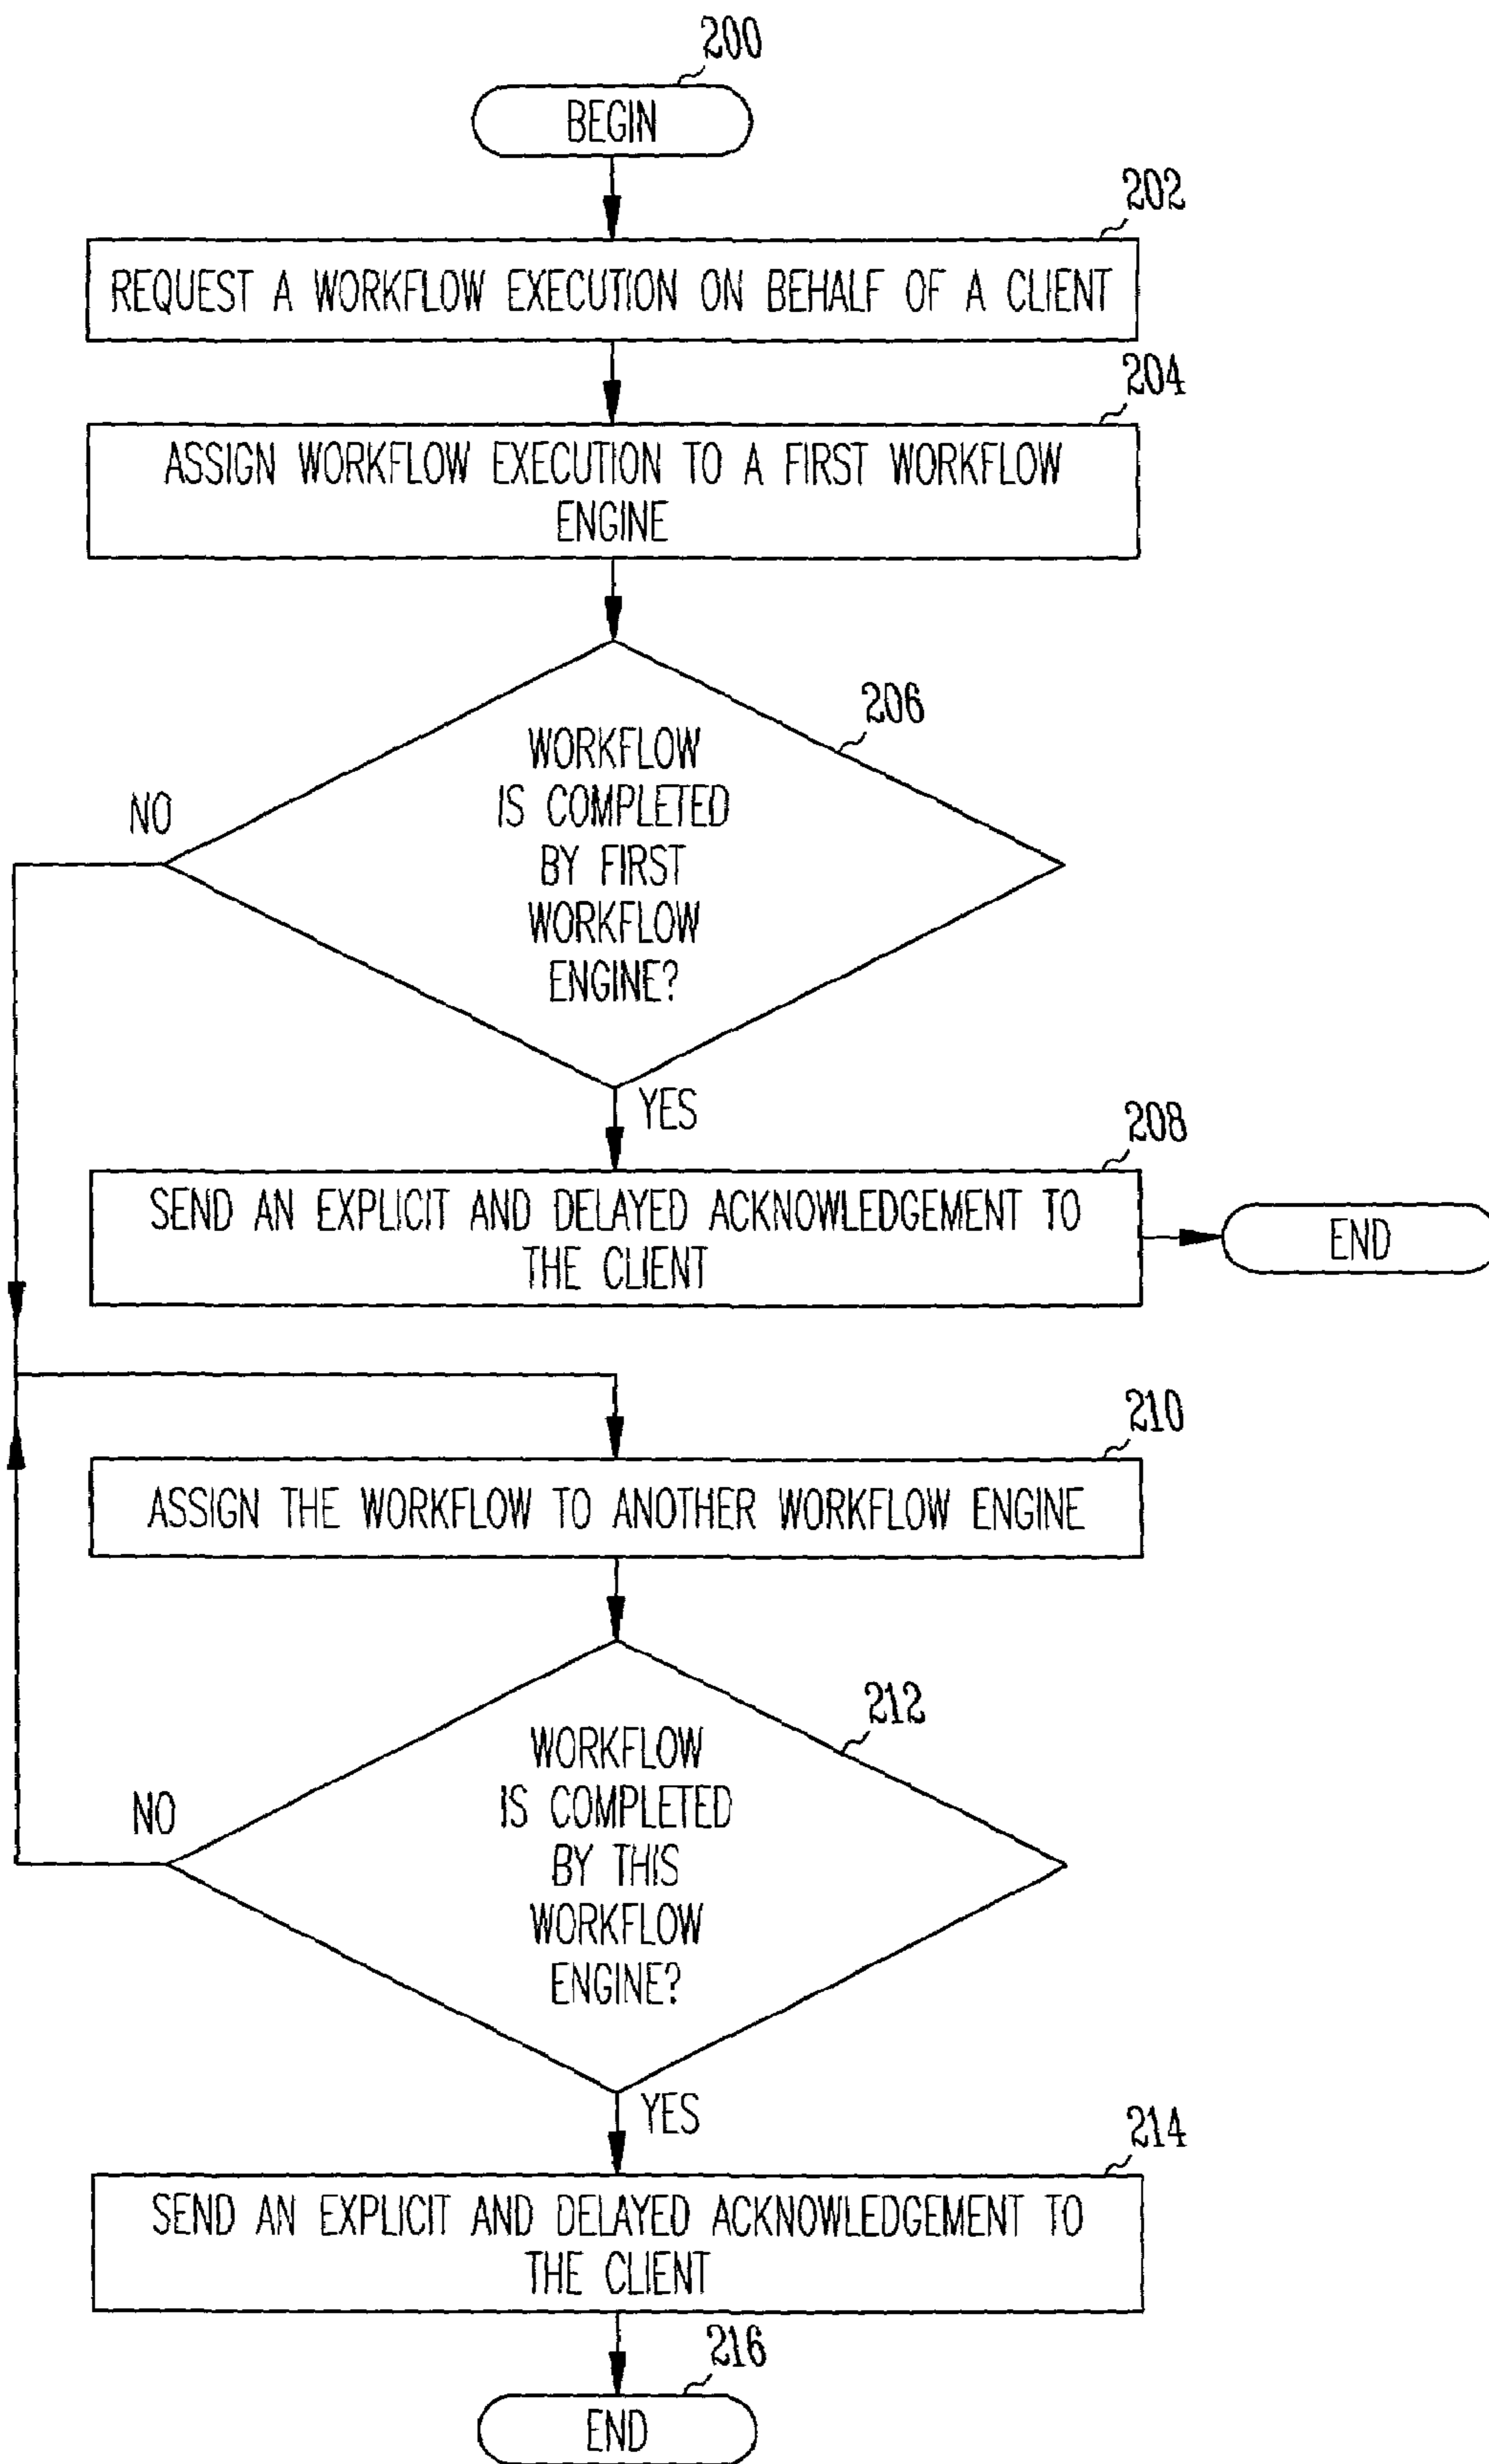 200
BEGIN
202
REQUEST A WORKFLOW EXECUTION ON BEHALF OF A CLIENT
204
ASSIGN WORKFLOW EXECUTION TO A FIRST WORKFLOW
ENGINE
206
WORKFLOW
IS COMPLETED
BY FIRST
WORKFLOW
ENGINE?
NO
YES
208
SEND AN EXPLICIT AND DELAYED ACKNOWLEDGEMENT TO
THE CLIENT
END
210
ASSIGN THE WORKFLOW TO ANOTHER WORKFLOW ENGINE
212
WORKFLOW
IS COMPLETED
BY THIS
WORKFLOW
ENGINE?
NO
YES
214
SEND AN EXPLICIT AND DELAYED ACKNOWLEDGEMENT TO
THE CLIENT
216
END